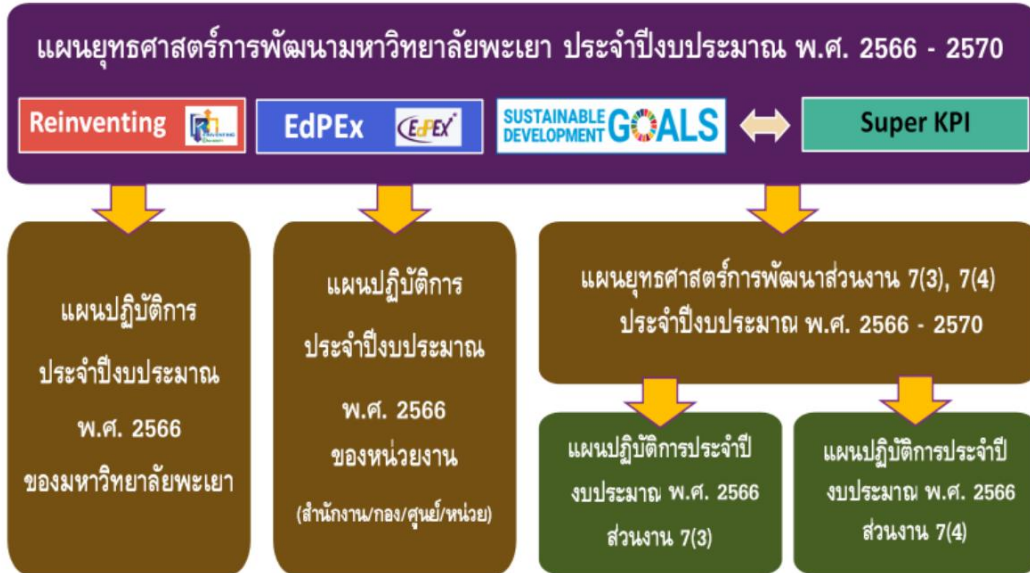 แผนยุทธศาสตร์การพัฒนามหาวิทยาลัยพะเยา ประจำปีงบประมาณ พ.ศ. 2566 - 2570
Reinventing
EdPEx
EdPEX
SUSTAINABLE
DEVELOPMENT
GOALS
Super KPI
แผนปฏิบัติการ
ประจำปีงบประมาณ
พ.ศ. 2566
ของมหาวิทยาลัยพะเยา
แผนปฏิบัติการ
ประจำปีงบประมาณ
พ.ศ. 2566
ของหน่วยงาน
(สำนักงาน/กอง/ศูนย์/หน่วย)
แผนยุทธศาสตร์การพัฒนาส่วนงาน 7(3), 7(4)
ประจำปีงบประมาณ พ.ศ. 2566 - 2570
แผนปฏิบัติการประจำปี
งบประมาณ พ.ศ. 2566
ส่วนงาน 7(3)
แผนปฏิบัติการประจำปี
งบประมาณ พ.ศ. 2566
ส่วนงาน 7(4)